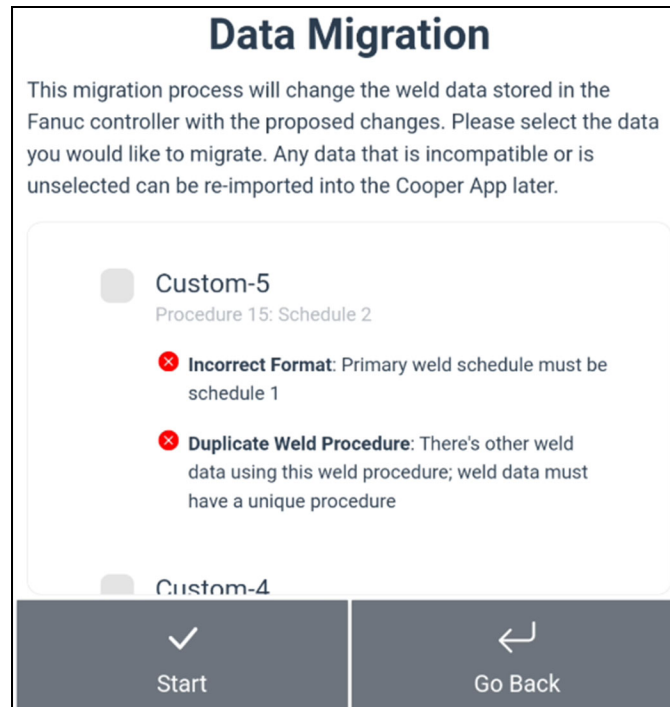 Data Migration
This migration process will change the weld data stored in the
Fanuc controller with the proposed changes. Please select the data
you would like to migrate. Any data that is incompatible or is
unselected can be re-imported into the Cooper App later.
Custom-5
Procedure 15: Schedule 2
Incorrect Format: Primary weld schedule must be
schedule 1
Duplicate Weld Procedure: There's other weld
data using this weld procedure; weld data must
have a unique procedure
Custom-4
Start
Go Back